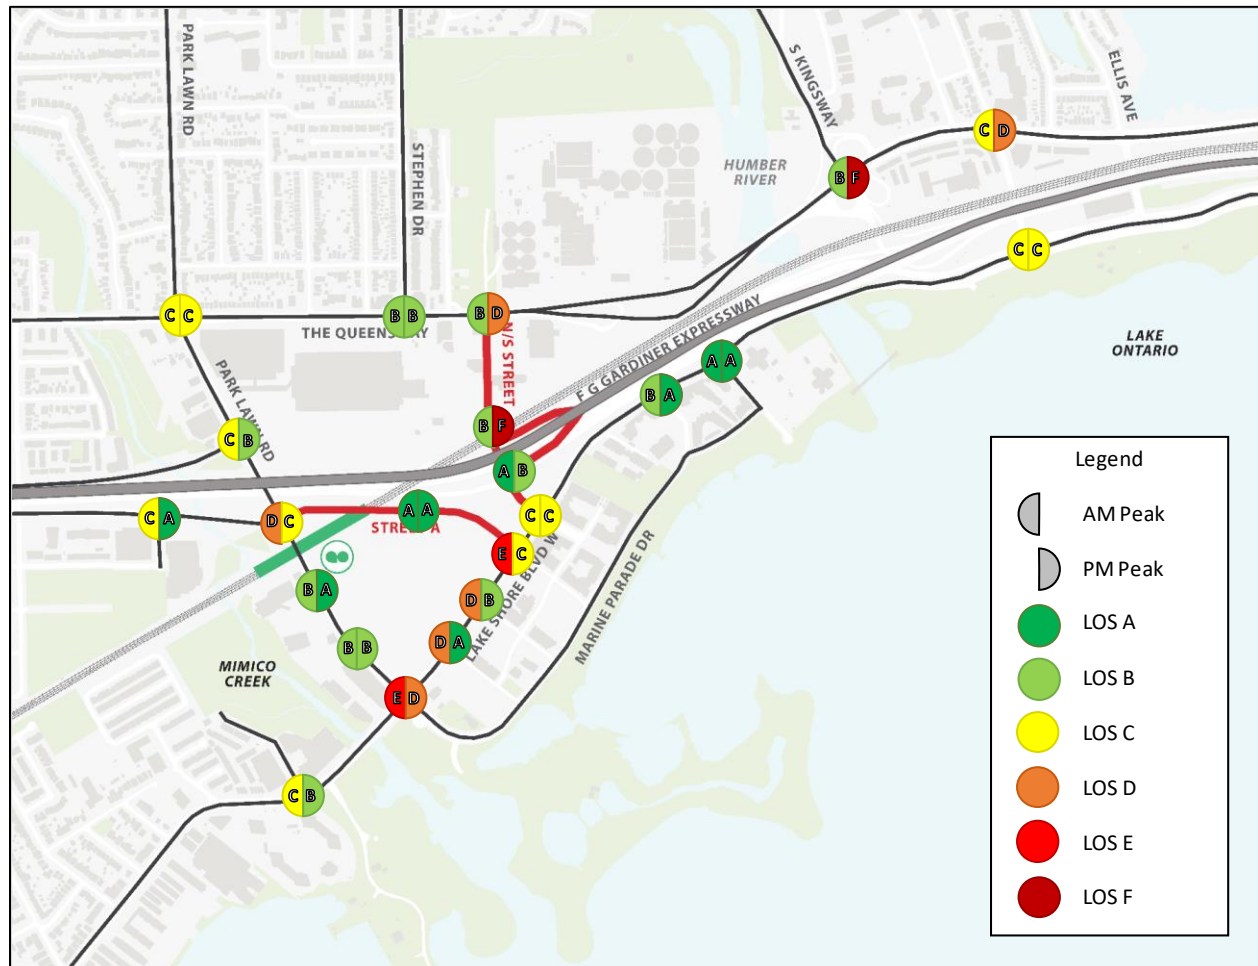 PARK LAWN RD
S KINGSWAY
ELLIS AVE
C D
STEPHEN DR
HUMBER
RIVER
B F
C C
C C
B B
B D
THE QUEENSWAY
N/S STREET
F G GARDINER EXPRESSWAY
LAKE
ONTARIO
A A
B A
PARK LAWN RD
C B
B F
A B
C A
D C
A A
STREET A
C C
E C
B A
D B
LAKE SHORE BLVD W
MARINE PARADE DR
B B
D A
MIMICO
CREEK
E D
C B
Legend
AM Peak
PM Peak
LOS A
LOS B
LOS C
LOS D
LOS E
LOS F